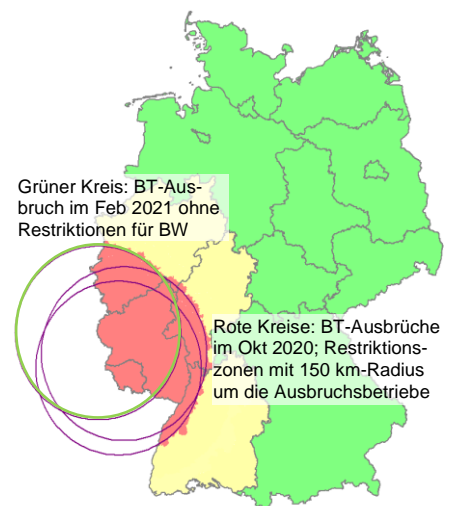 Grüner Kreis: BT-Aus-
bruch im Feb 2021 ohne
Restriktionen für BW
Rote Kreise: BT-Ausbrüche
im Okt 2020; Restriktions-
zonen mit 150 km-Radius
um die Ausbruchsbetriebe